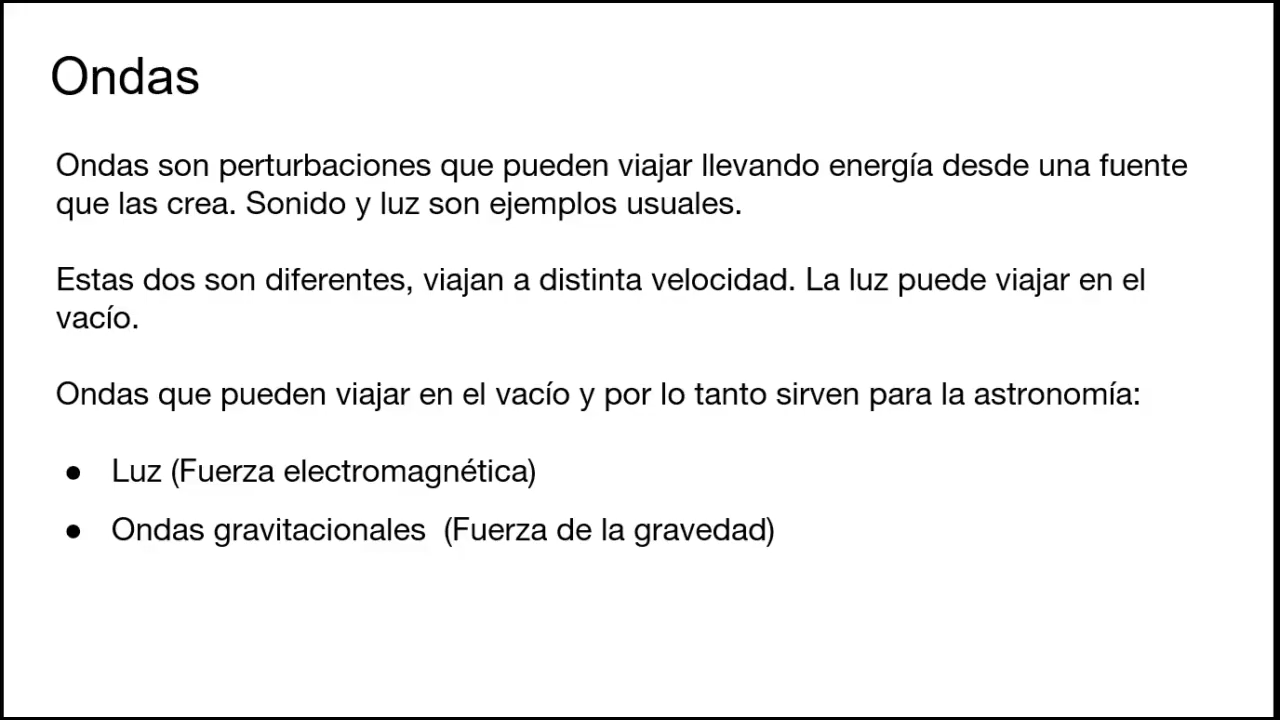 Ondas
Ondas son perturbaciones que pueden viajar llevando energía desde una fuente
que las crea. Sonido y luz son ejemplos usuales.
Estas dos son diferentes, viajan a distinta velocidad. La luz puede viajar en el
vacío.
Ondas que pueden viajar en el vacío y por lo tanto sirven para la astronomía:
● Luz (Fuerza electromagnética)
● Ondas gravitacionales  (Fuerza de la gravedad)